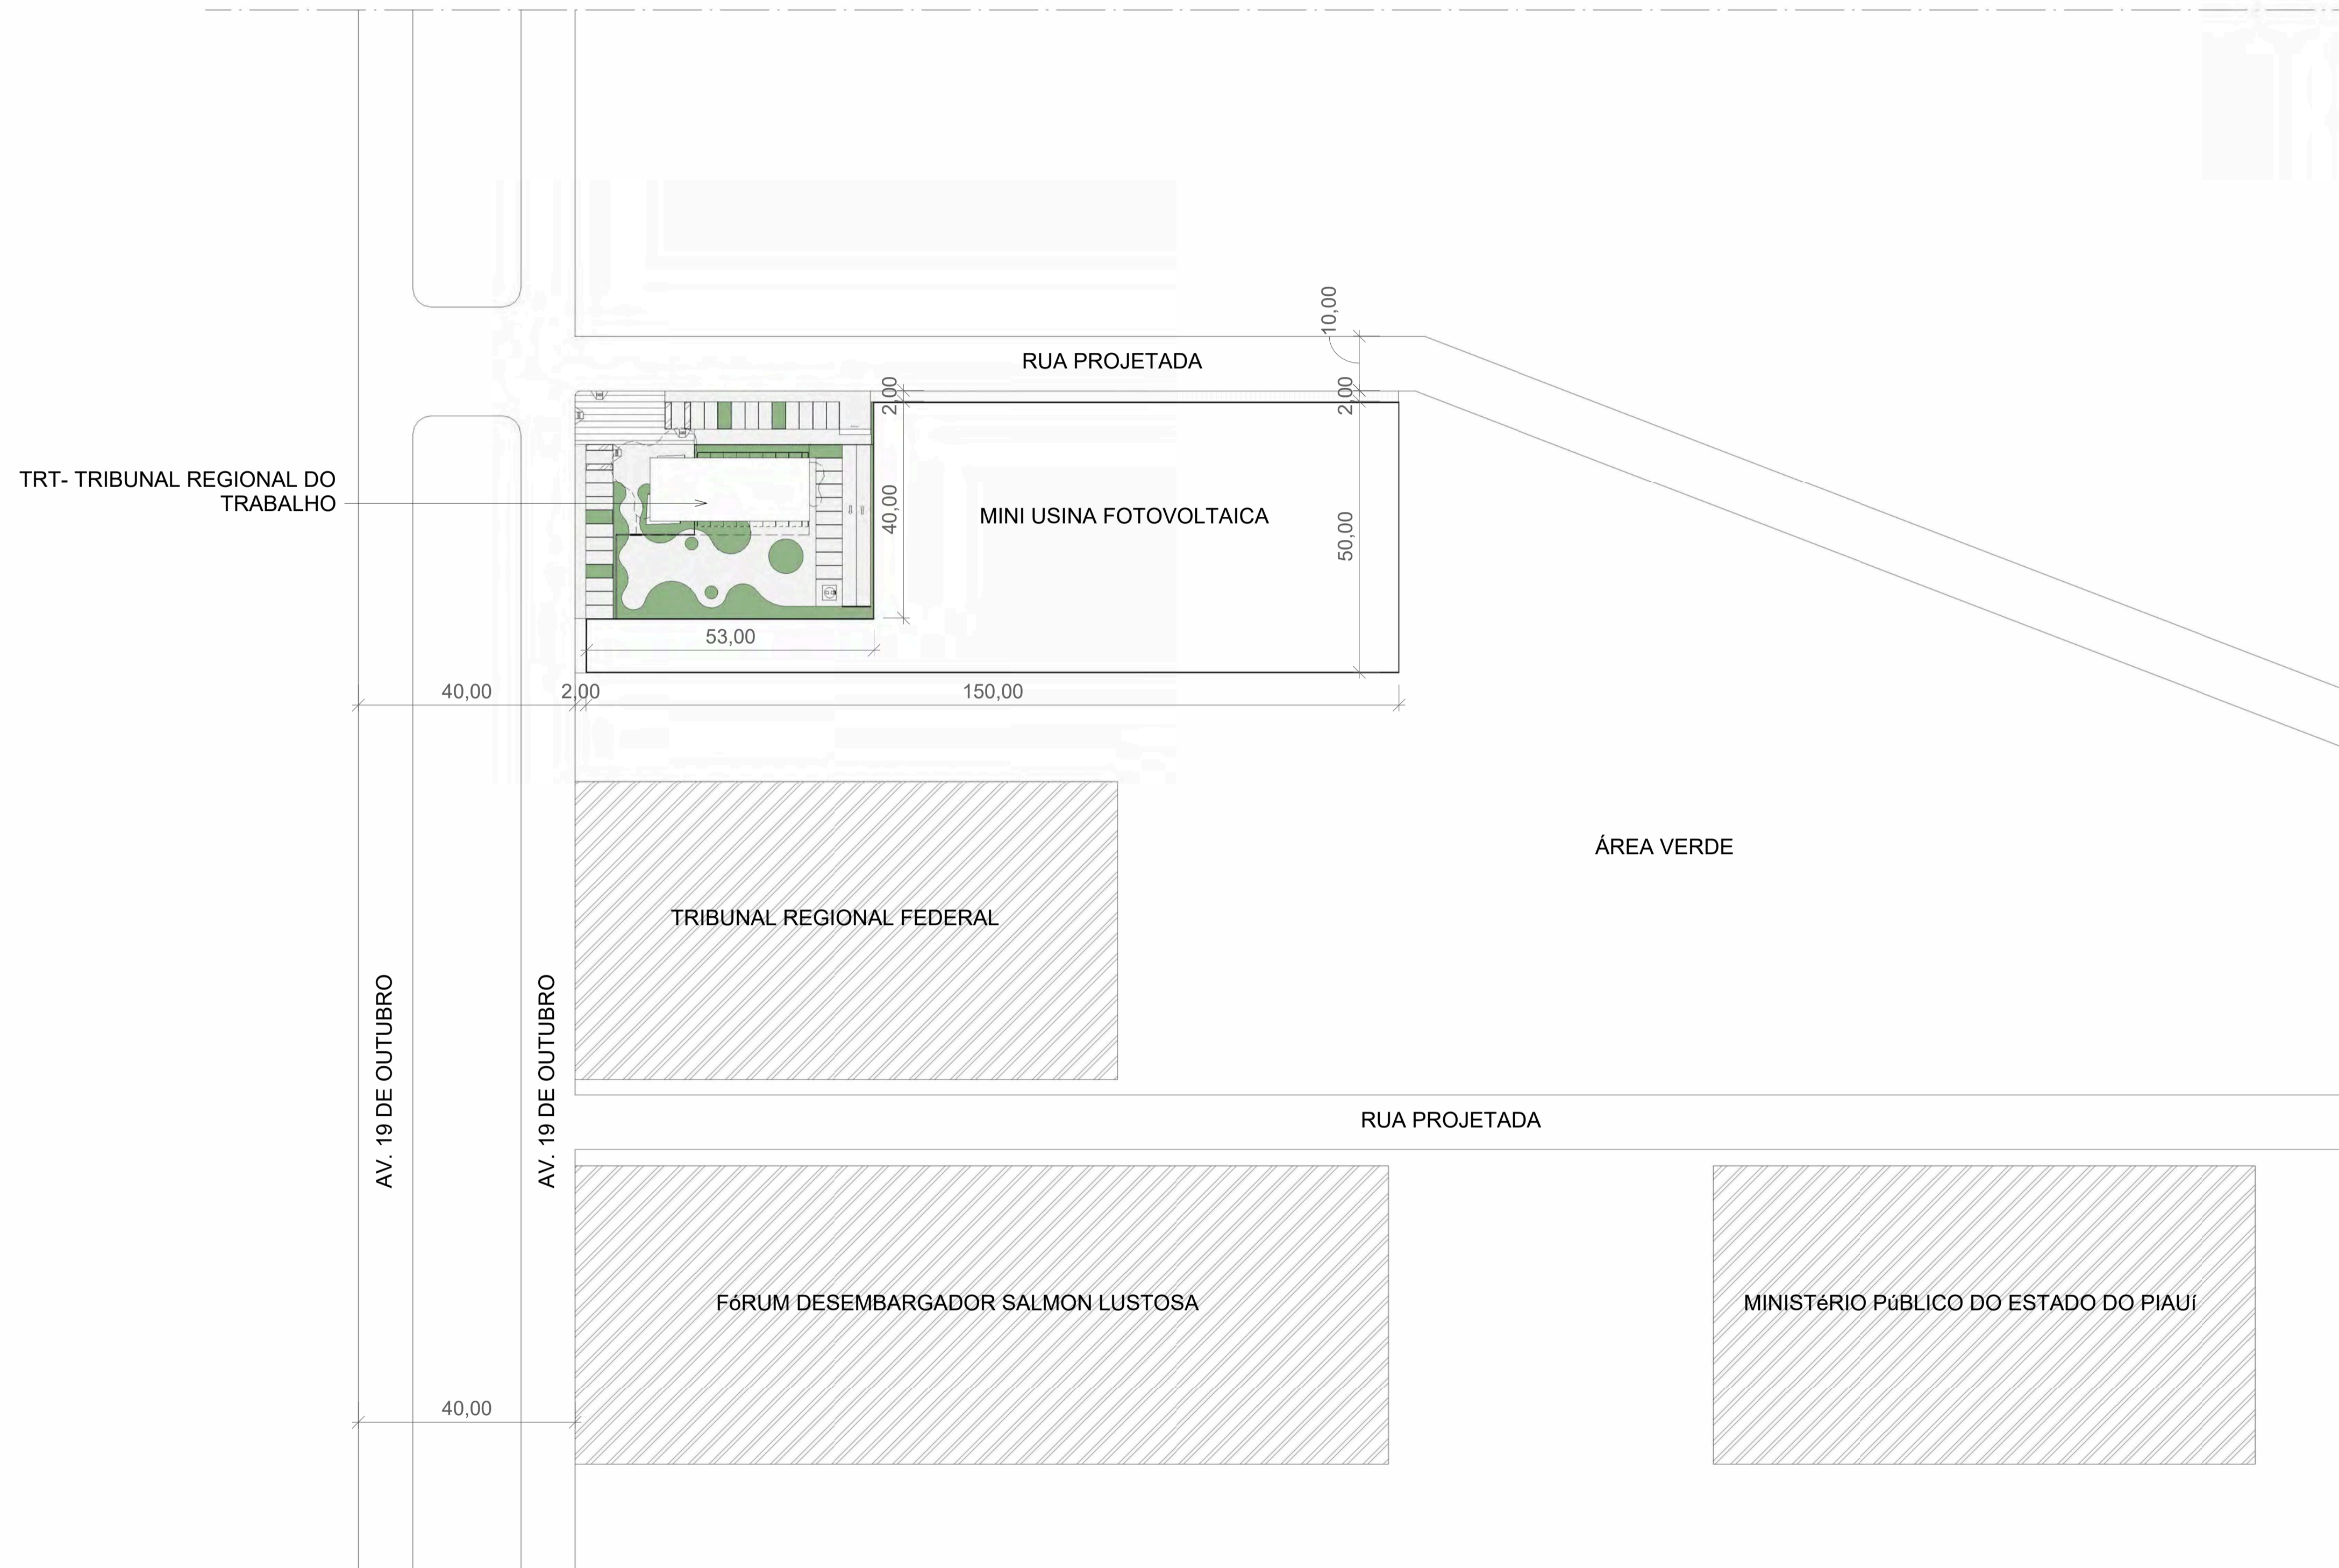 10,00
RUA PROJETADA
2,00
2,00
TRT- TRIBUNAL REGIONAL DO
TRABALHO
40,00
MINI USINA FOTOVOLTAICA
50,00
53,00
40,00
2,00
150,00
ÁREA VERDE
TRIBUNAL REGIONAL FEDERAL
AV. 19 DE OUTUBRO
AV. 19 DE OUTUBRO
RUA PROJETADA
FóRUM DESEMBARGADOR SALMON LUSTOSA
MINISTéRIO PúBLICO DO ESTADO DO PIAUí
40,00